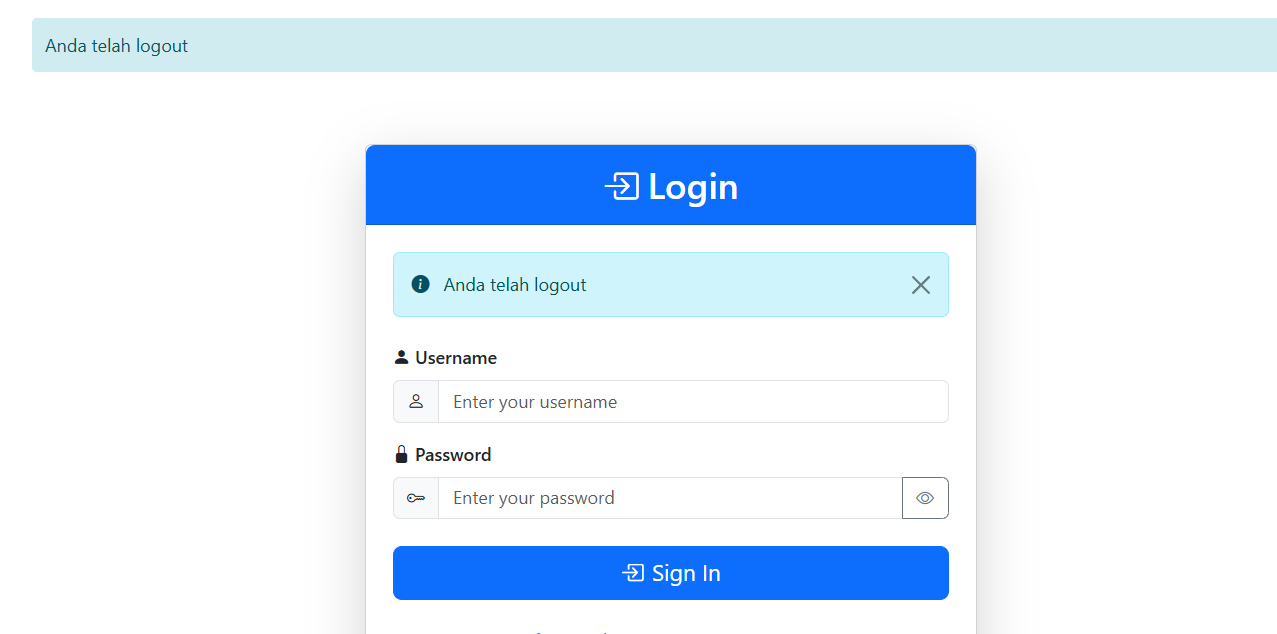 Anda telah logout
Login
Anda telah logout
Username
Enter your username
Password
Enter your password
Sign In